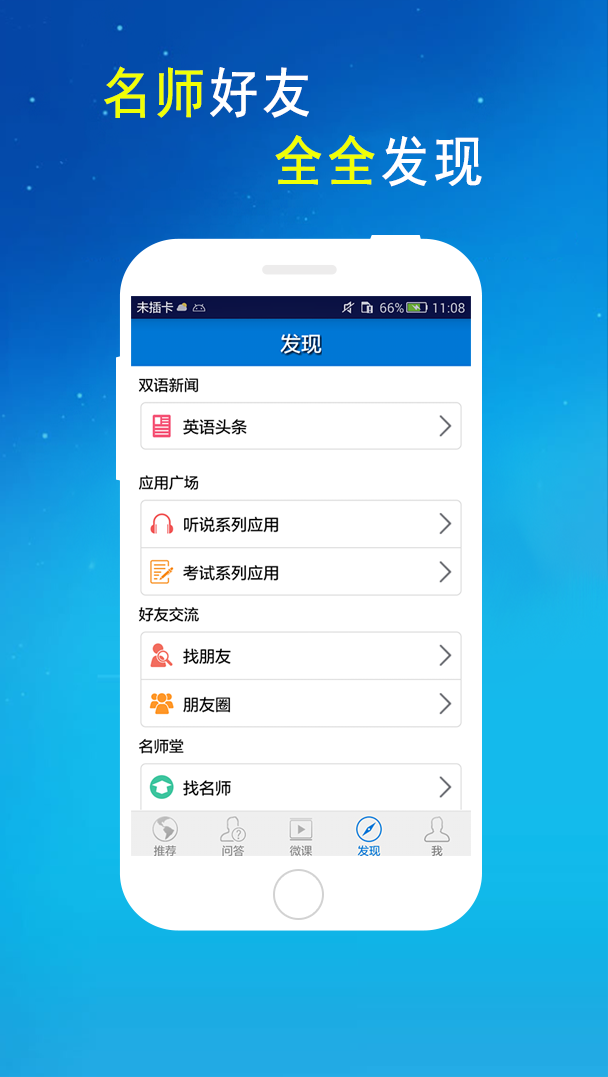 名师好友
全全发现
未插卡 66% 11:08
发现
双语新闻
英语头条
应用广场
听说系列应用
考试系列应用
好友交流
找朋友
朋友圈
名师堂
找名师
推荐 问答 微课 发现 我